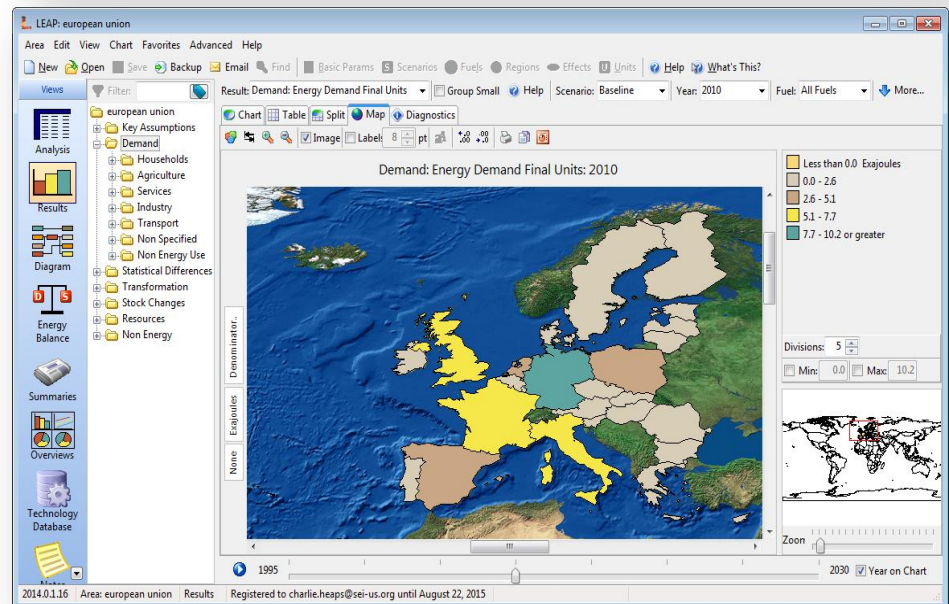 LEAP: european union
Area Edit View Chart Favorites Advanced Help
New Open Save Backup Email Find Basic Params Scenarios Fuels Regions Effects Units Help What's This?
Views
Filter:
Result: Demand: Energy Demand Final Units Group Small Help Scenario: Baseline Year: 2010 Fuel: All Fuels More...
Chart Table Split Map Diagnostics
Image Label: 8 pt
Analysis
Results
Diagram
Energy
Balance
Summaries
Overviews
Technology
Database
european union
Key Assumptions
Demand
Households
Agriculture
Services
Industry
Transport
Non Specified
Non Energy Use
Statistical Differences
Transformation
Stock Changes
Resources
Non Energy
Demand: Energy Demand Final Units: 2010
Denominator..
Exajoules
None
Less than 0.0 Exajoules
0.0 - 2.6
2.6 - 5.1
5.1 - 7.7
7.7 - 10.2 or greater
Divisions: 5
Min: 0.0 Max: 10.2
Zoon
1995
2030 Year on Chart
2014.0.1.16 Area: european union Results Registered to charlie.heaps@sei-us.org until August 22, 2015